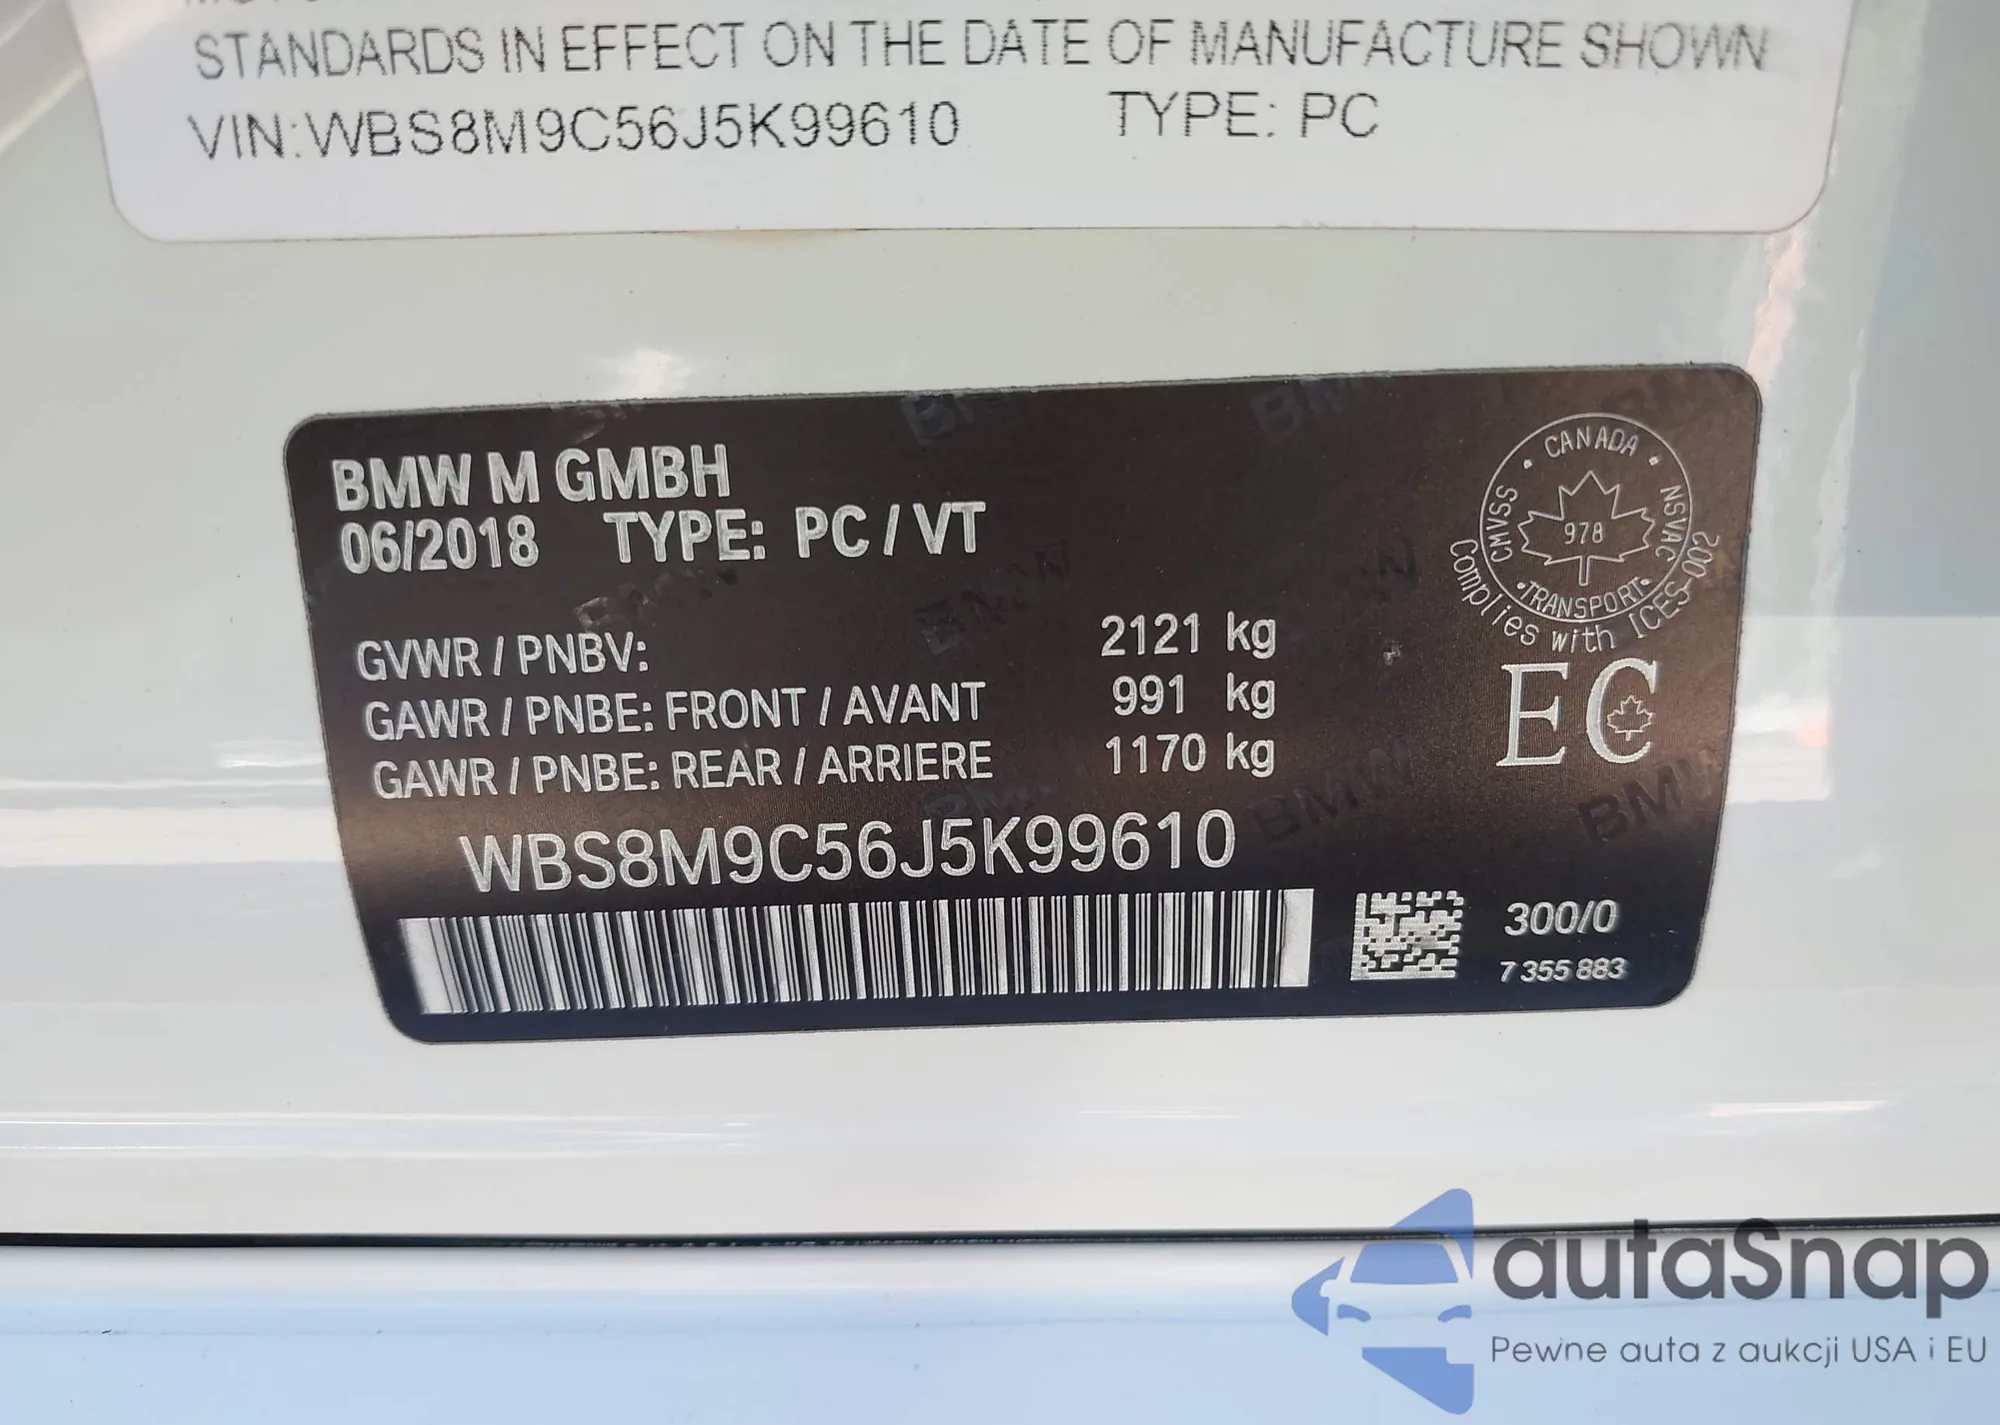 STANDARDS IN EFFECT ON THE DATE OF MANUFACTURE SHOWN
VIN:WBS8M9C56J5K99610 TYPE: PC
BMW M GMBH
06/2018 TYPE: PC / VT
GVWR / PNBV: 2121 kg
GAWR / PNBE: FRONT / AVANT 991 kg
GAWR / PNBE: REAR / ARRIERE 1170 kg
WBS8M9C56J5K99610
CANADA
CMVSS
978
NSVAC
TRANSPORT
Complies with ICES-002
EC
300/0
7 355 883
autaSnap
Pewne auta z aukcji USA i EU